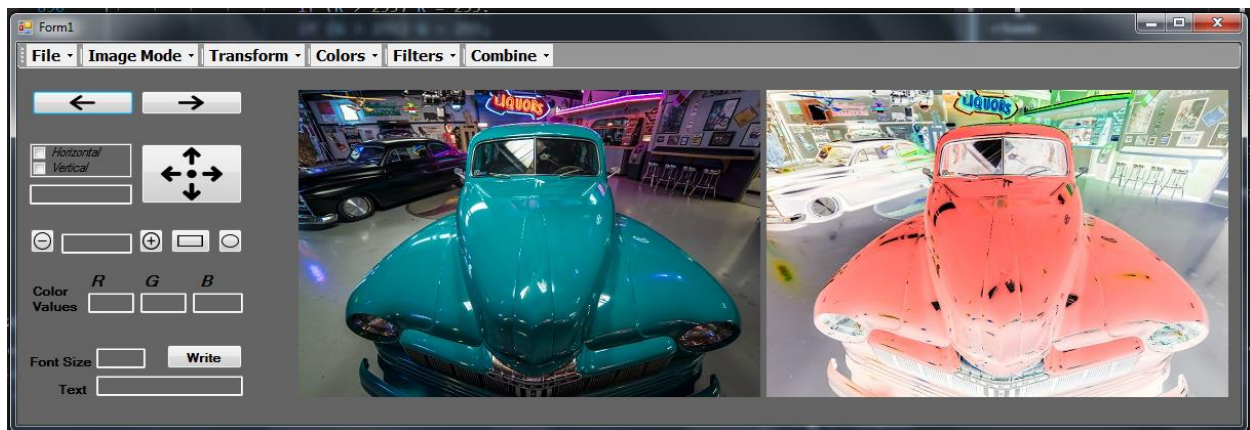 Form1
File Image Mode Transform Colors Filters Combine
Horizontal
Vertical
R G B
Color
Values
Font Size Write
Text
LIQUORS
LIQUORS